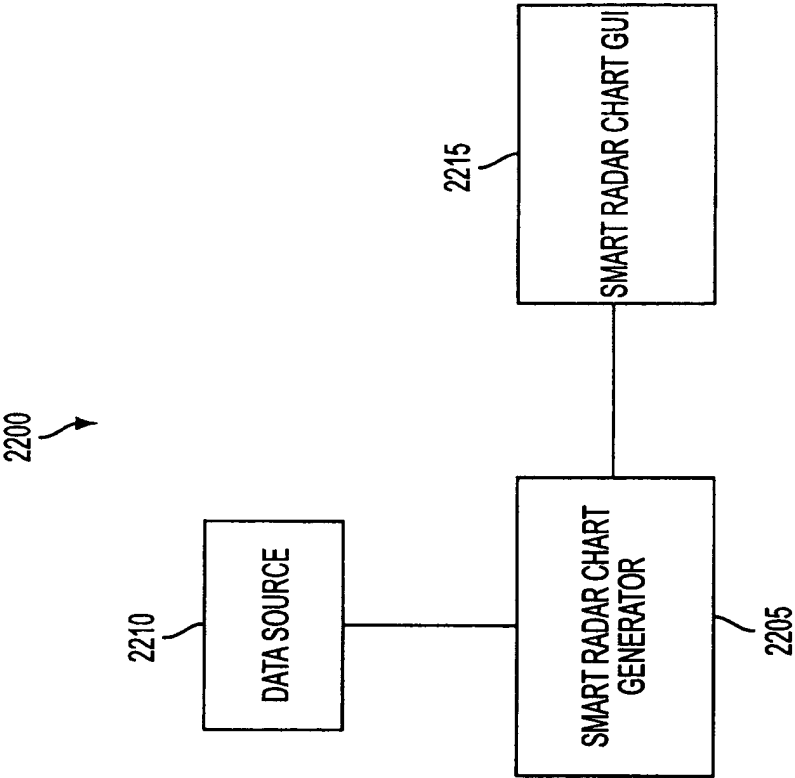 2200
2210
DATA SOURCE
SMART RADAR CHART
GENERATOR
2205
2215
SMART RADAR CHART GUI